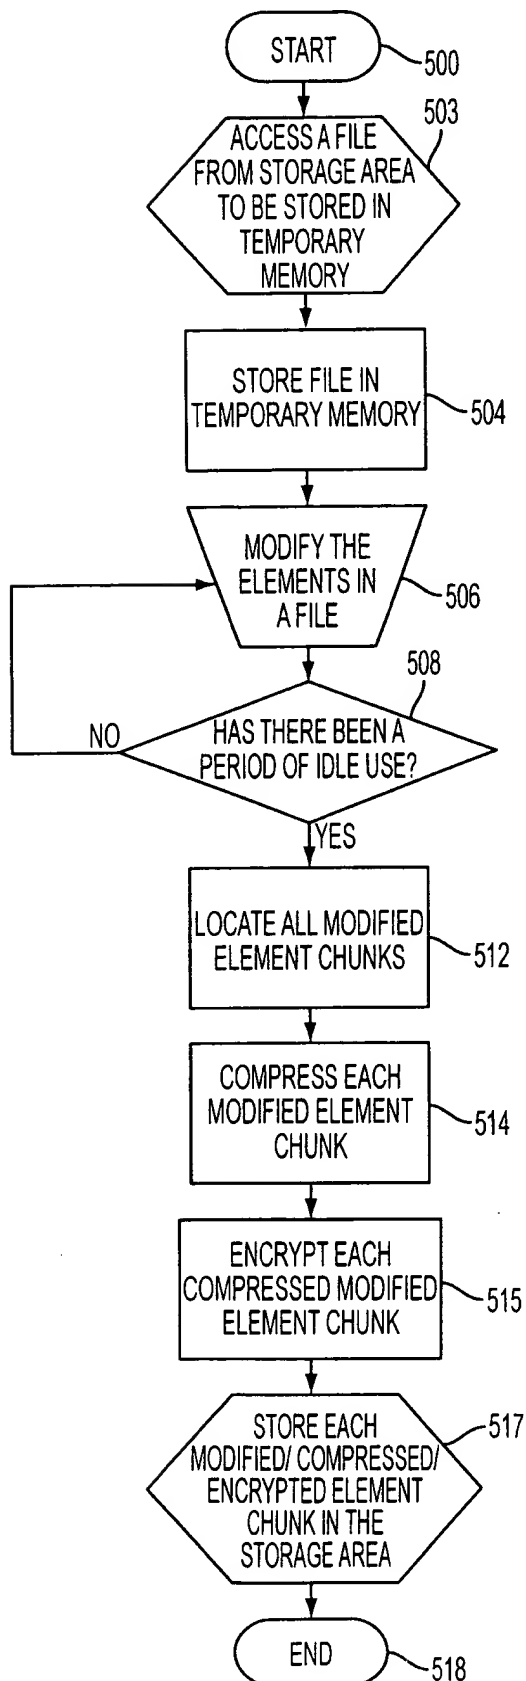 START
500
503
ACCESS A FILE
FROM STORAGE AREA
TO BE STORED IN
TEMPORARY
MEMORY
STORE FILE IN
TEMPORARY MEMORY
504
MODIFY THE
ELEMENTS IN
A FILE
506
508
HAS THERE BEEN A
PERIOD OF IDLE USE?
NO
YES
LOCATE ALL MODIFIED
ELEMENT CHUNKS
512
COMPRESS EACH
MODIFIED ELEMENT
CHUNK
514
ENCRYPT EACH
COMPRESSED MODIFIED
ELEMENT CHUNK
515
STORE EACH
MODIFIED/ COMPRESSED/
ENCRYPTED ELEMENT
CHUNK IN THE
STORAGE AREA
517
END
518